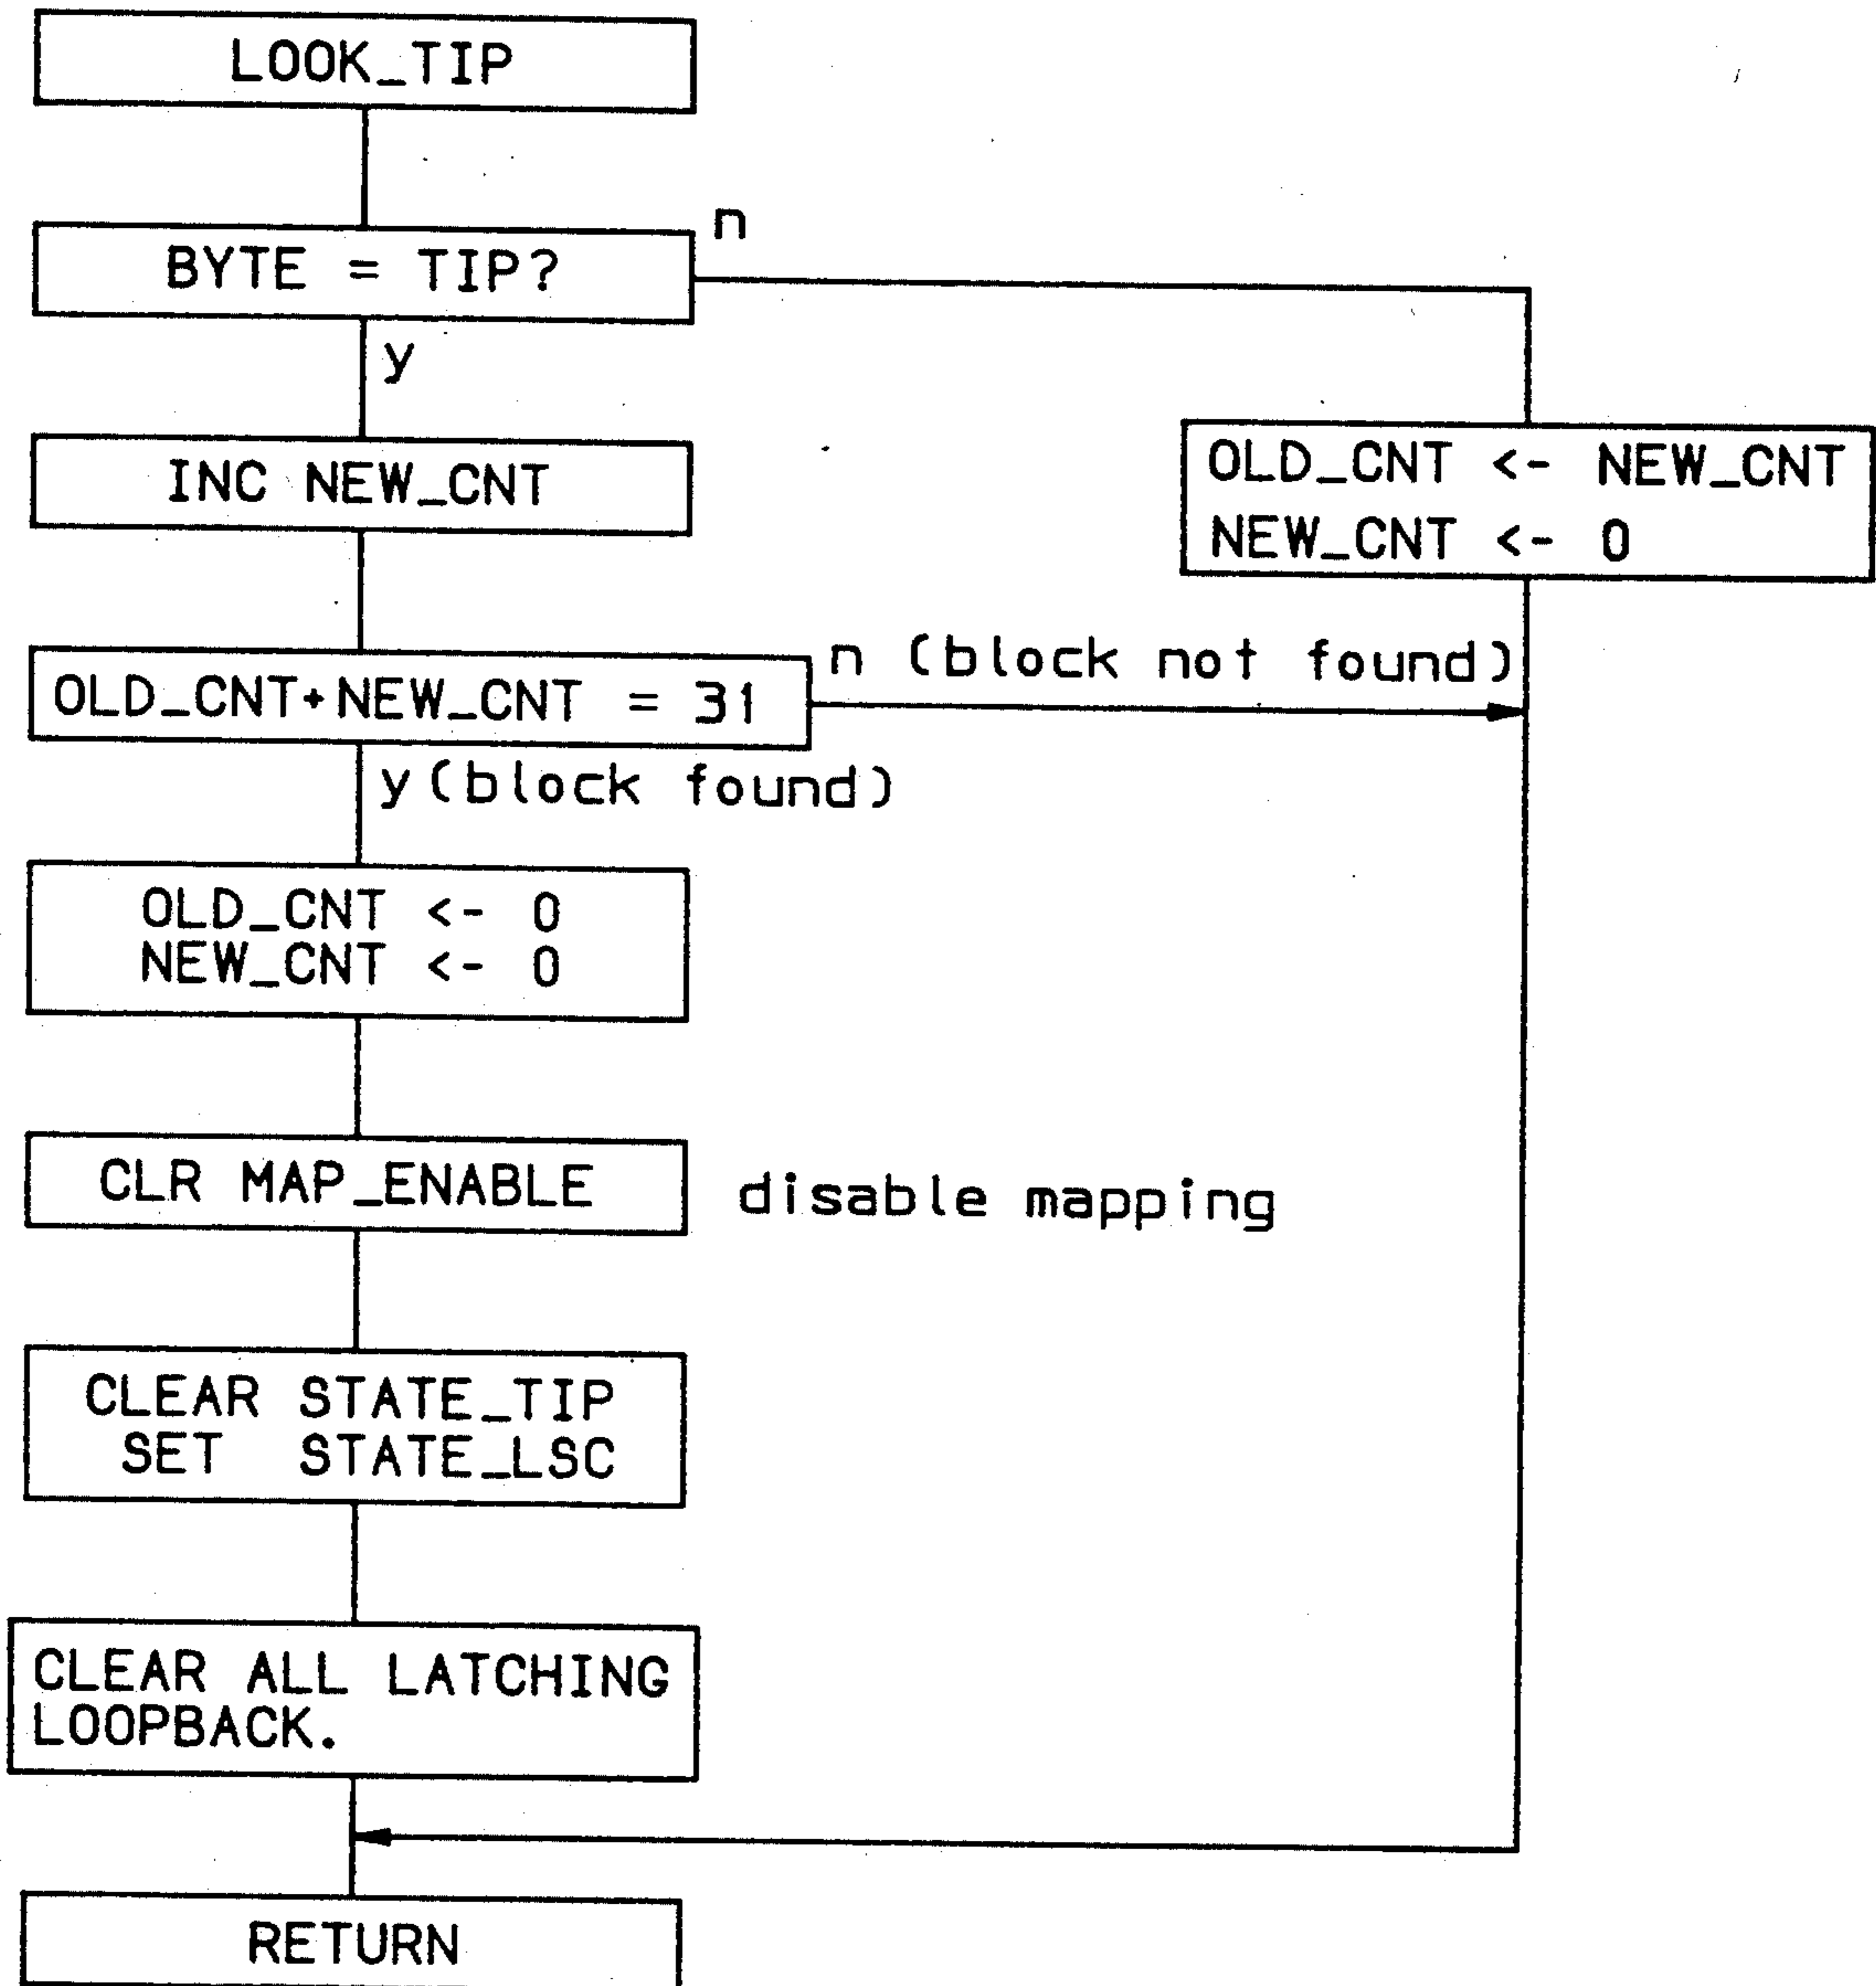 LOOK_TIP
BYTE = TIP?
n
y
INC NEW_CNT
OLD_CNT <- NEW_CNT
NEW_CNT <- 0
OLD_CNT+NEW_CNT = 31
n (block not found)
y(block found)
OLD_CNT <- 0
NEW_CNT <- 0
CLR MAP_ENABLE
disable mapping
CLEAR STATE_TIP
SET STATE_LSC
CLEAR ALL LATCHING
LOOPBACK.
RETURN